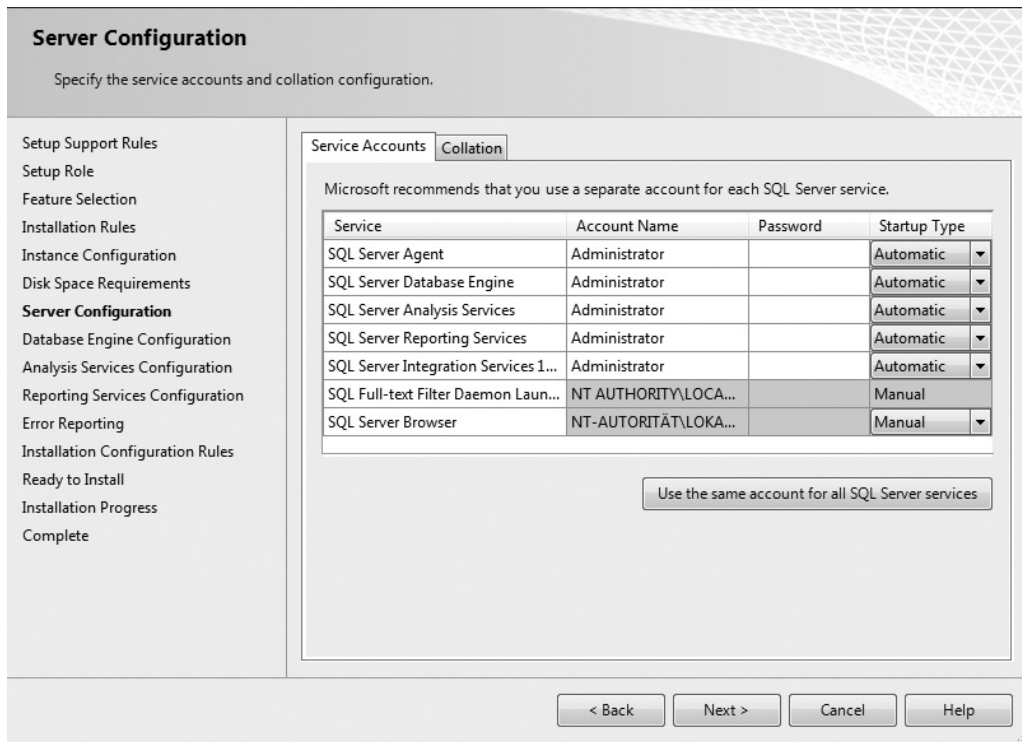 Server Configuration
Specify the service accounts and collation configuration.
Setup Support Rules
Setup Role
Feature Selection
Installation Rules
Instance Configuration
Disk Space Requirements
Server Configuration
Database Engine Configuration
Analysis Services Configuration
Reporting Services Configuration
Error Reporting
Installation Configuration Rules
Ready to Install
Installation Progress
Complete
Service Accounts Collation
Microsoft recommends that you use a separate account for each SQL Server service.
Service Account Name Password Startup Type
SQL Server Agent Administrator Automatic
SQL Server Database Engine Administrator Automatic
SQL Server Analysis Services Administrator Automatic
SQL Server Reporting Services Administrator Automatic
SQL Server Integration Services 1... Administrator Automatic
SQL Full-text Filter Daemon Laun... NT AUTHORITY\LOCA... Manual
SQL Server Browser NT-AUTORITÄT\LOKA... Manual
Use the same account for all SQL Server services
< Back Next > Cancel Help